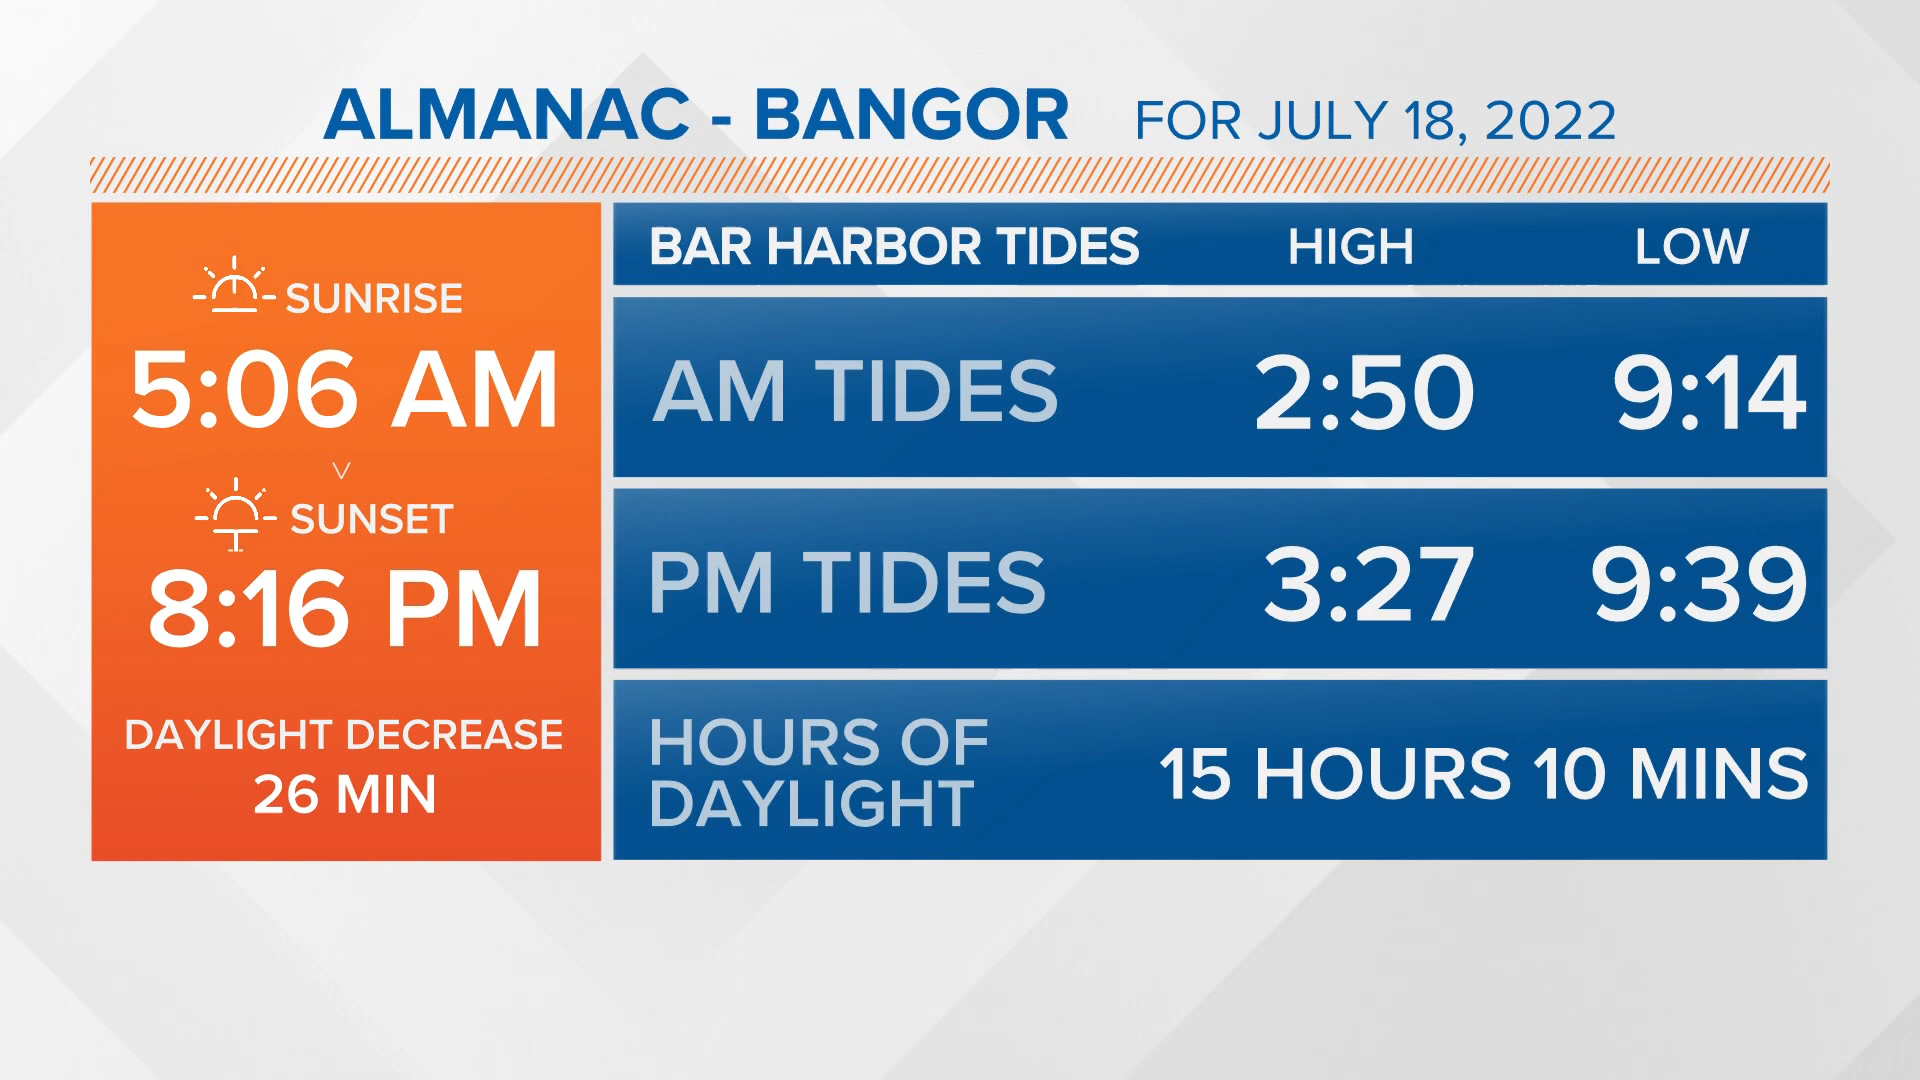 ALMANAC - BANGOR FOR JULY 18, 2022
SUNRISE
5:06 AM
SUNSET
8:16 PM
DAYLIGHT DECREASE
26 MIN
BAR HARBOR TIDES HIGH LOW
AM TIDES 2:50 9:14
PM TIDES 3:27 9:39
HOURS OF
DAYLIGHT
15 HOURS 10 MINS